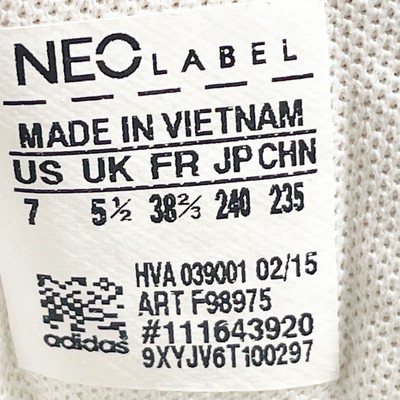 NEO LABEL
MADE IN VIETNAM
US UK FR JP CHN
7 5½ 38⅔ 240 235
HVA 039001 02/15
ART F98975
#111643920
adidas 9XYJV6T100297